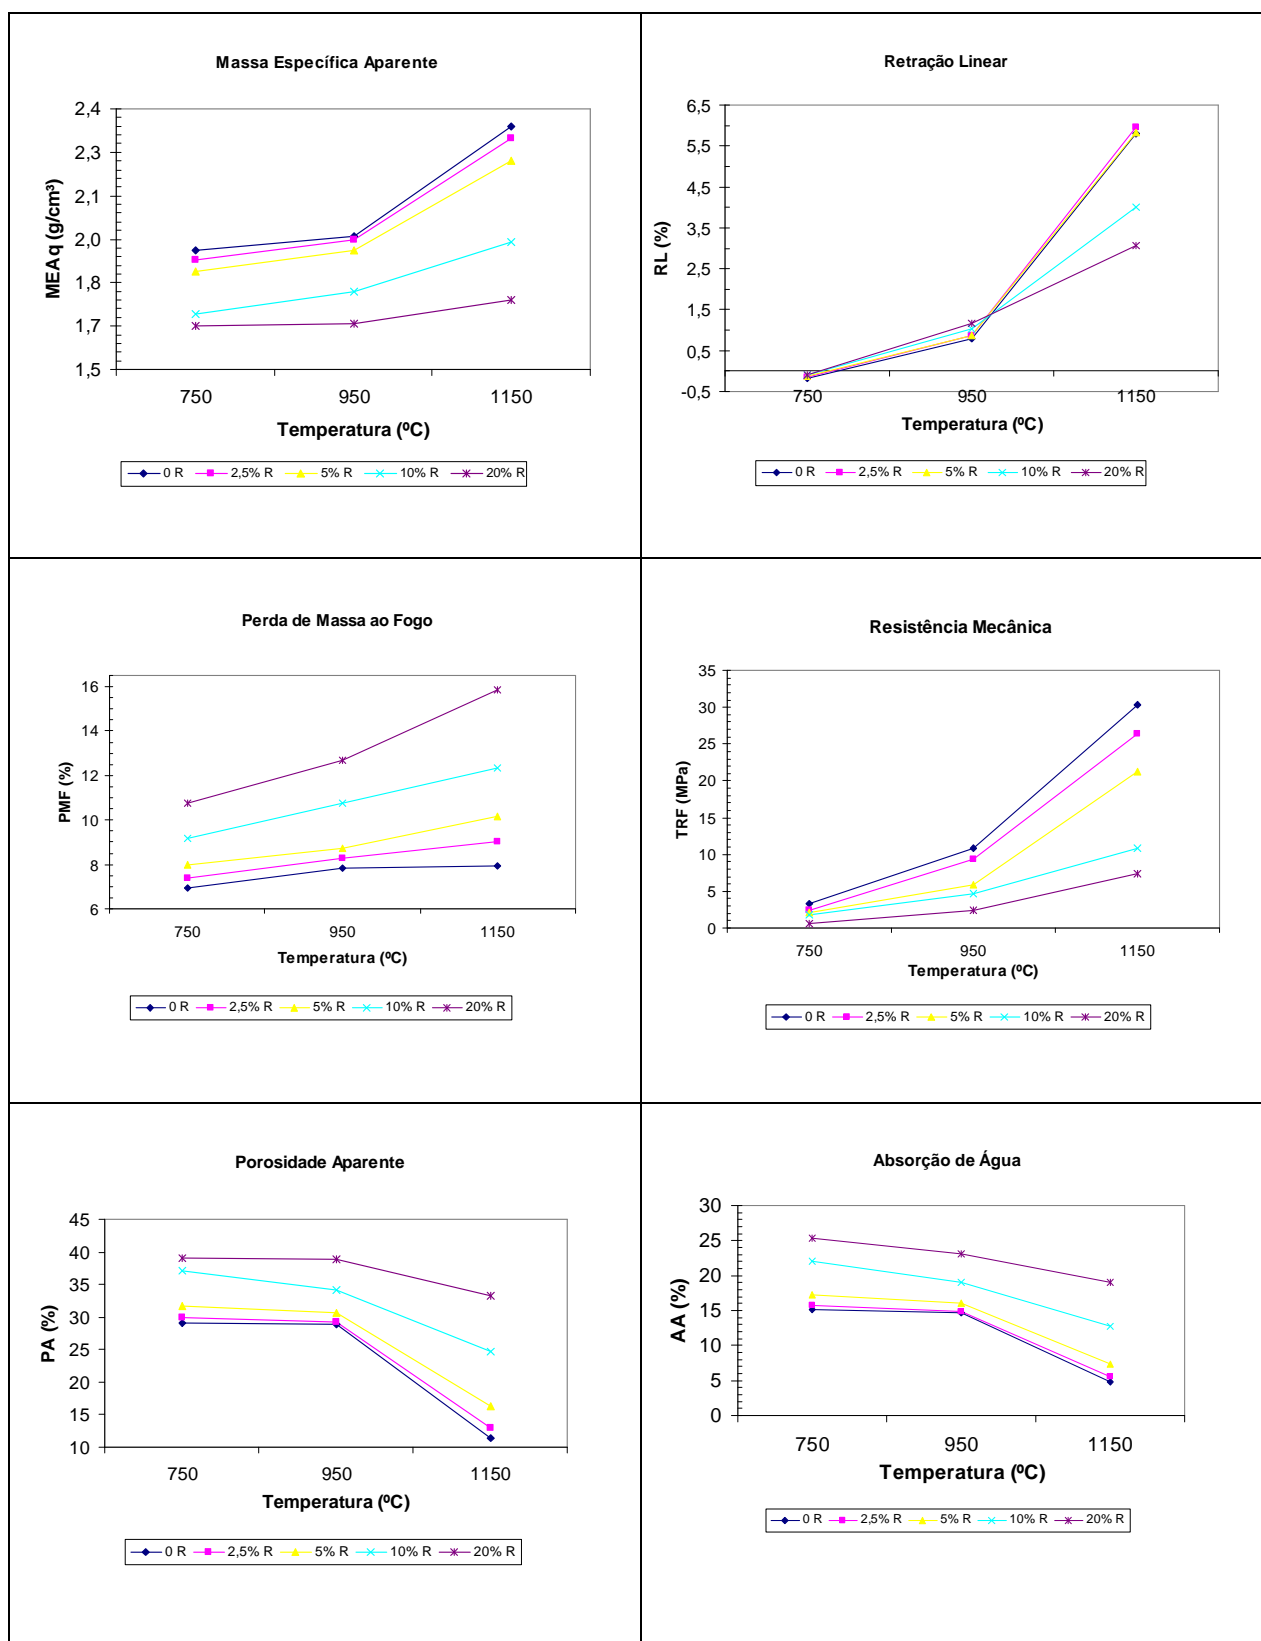 Massa Específica Aparente
2,4
2,3
2,1
2,0
1,8
1,7
1,5
MEAq (g/cm³)
750 950 1150
Temperatura (ºC)
0 R 2,5% R 5% R 10% R 20% R
Retração Linear
6,5
5,5
4,5
3,5
2,5
1,5
0,5
-0,5
RL (%)
750 950 1150
Temperatura (ºC)
0 R 2,5% R 5% R 10% R 20% R
Perda de Massa ao Fogo
16
14
12
10
8
6
PMF (%)
750 950 1150
Temperatura (ºC)
0 R 2,5% R 5% R 10% R 20% R
Resistência Mecânica
35
30
25
20
15
10
5
0
TRF (MPa)
750 950 1150
Temperatura (ºC)
0 R 2,5% R 5% R 10% R 20% R
Porosidade Aparente
45
40
35
30
25
20
15
10
PA (%)
750 950 1150
Temperatura (ºC)
0 R 2,5% R 5% R 10% R 20% R
Absorção de Água
30
25
20
15
10
5
0
AA (%)
750 950 1150
Temperatura (ºC)
0 R 2,5% R 5% R 10% R 20% R